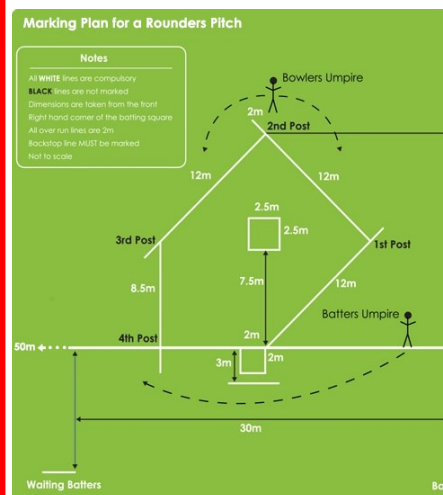 Marking Plan for a Rounders Pitch
Notes
All WHITE lines are compulsory
BLACK lines are not marked
Dimensions are taken from the front
Right hand corner of the batting square
All over run lines are 2m
Backstop line MUST be marked
Not to scale
Bowlers Umpire
2m
2nd Post
12m
12m
2.5m
2.5m
3rd Post
1st Post
8.5m
7.5m
12m
Batters Umpire
4th Post
2m
50m
3m
2m
30m
Waiting Batters
Ba